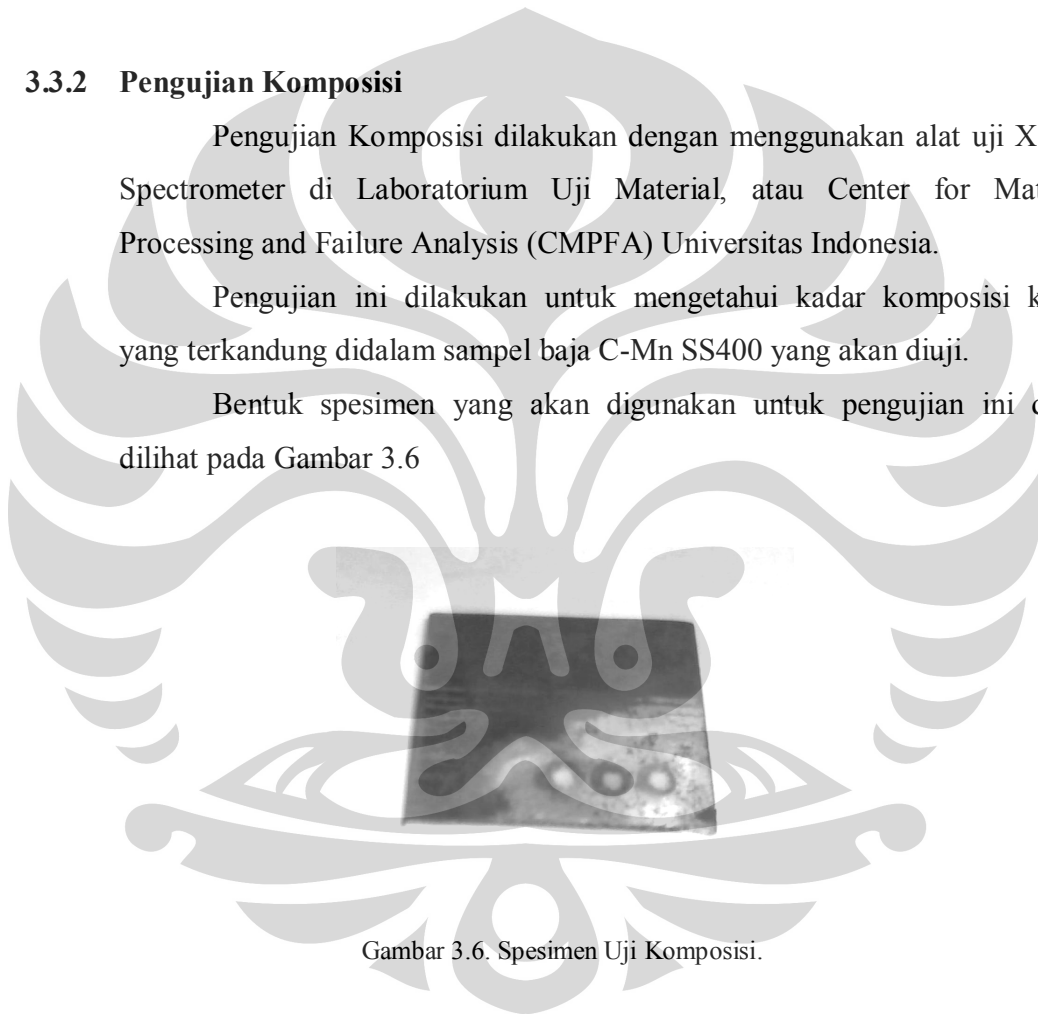 3.3.2 Pengujian Komposisi
Pengujian Komposisi dilakukan dengan menggunakan alat uji X
Spectrometer di Laboratorium Uji Material, atau Center for Mat
Processing and Failure Analysis (CMPFA) Universitas Indonesia.
Pengujian ini dilakukan untuk mengetahui kadar komposisi k
yang terkandung didalam sampel baja C-Mn SS400 yang akan diuji.
Bentuk spesimen yang akan digunakan untuk pengujian ini d
dilihat pada Gambar 3.6
Gambar 3.6. Spesimen Uji Komposisi.